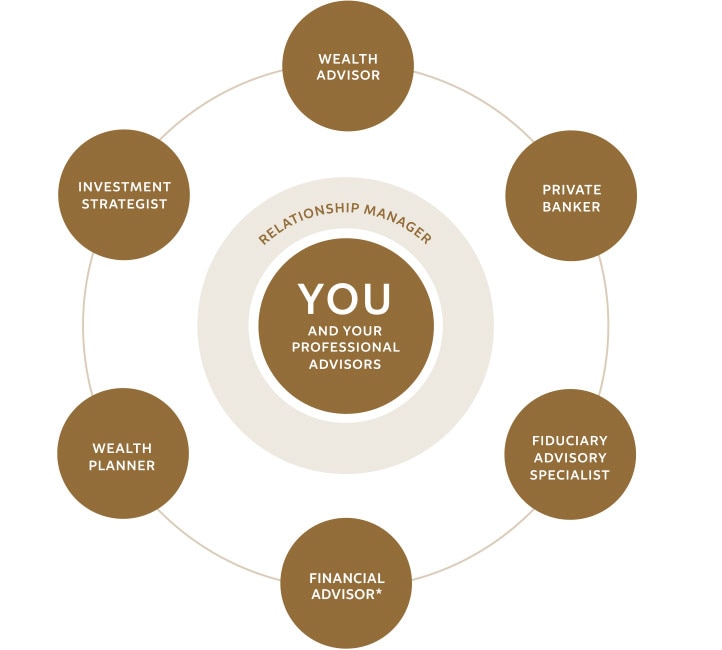 WEALTH
ADVISOR
INVESTMENT
STRATEGIST
PRIVATE
BANKER
RELATIONSHIP MANAGER
YOU
AND YOUR
PROFESSIONAL
ADVISORS
WEALTH
PLANNER
FIDUCIARY
ADVISORY
SPECIALIST
FINANCIAL
ADVISOR*